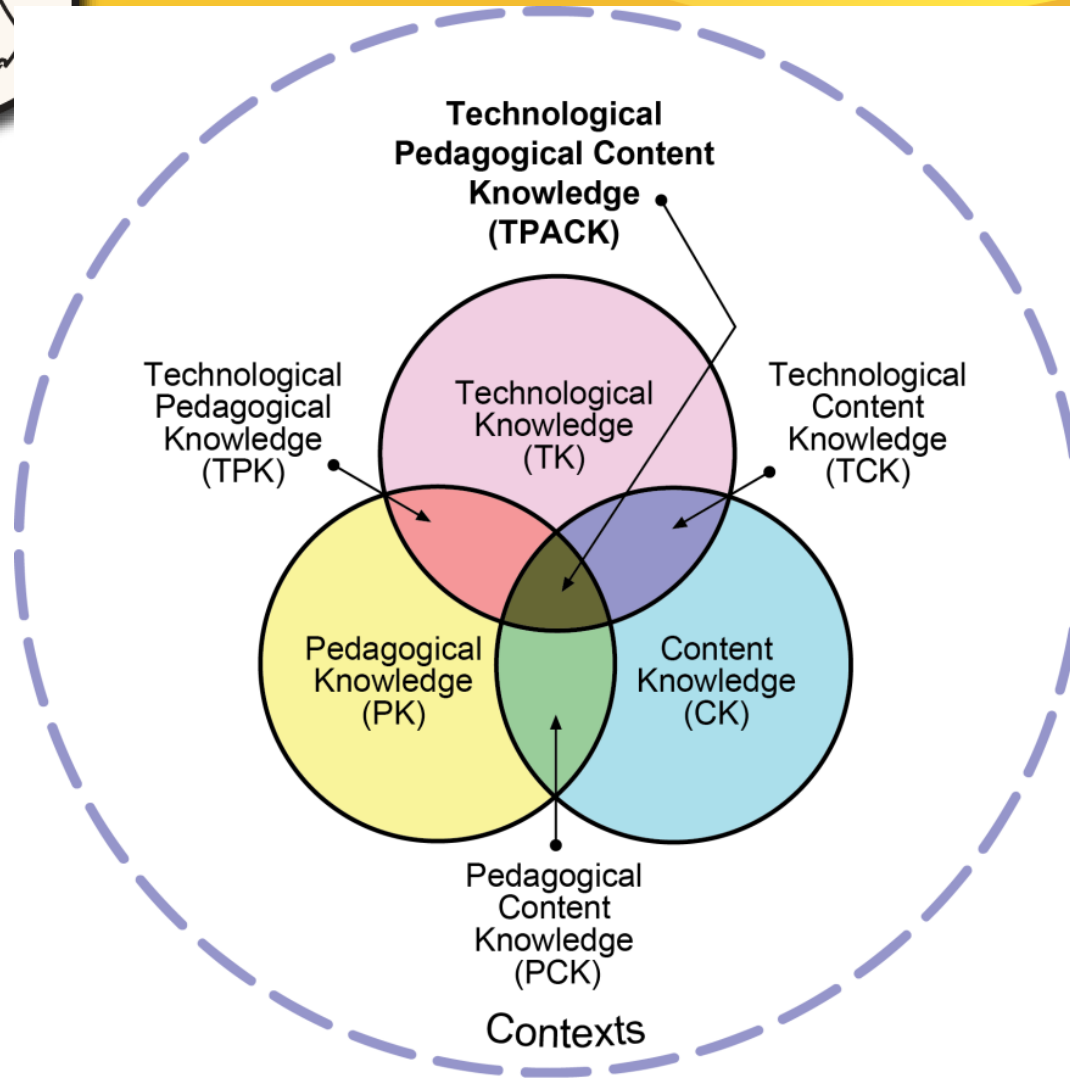 Technological
Pedagogical Content
Knowledge
(TPACK)
Technological
Pedagogical
Knowledge
(TPK)
Technological
Knowledge
(TK)
Technological
Content
Knowledge
(TCK)
Pedagogical
Knowledge
(PK)
Content
Knowledge
(CK)
Pedagogical
Content
Knowledge
(PCK)
Contexts